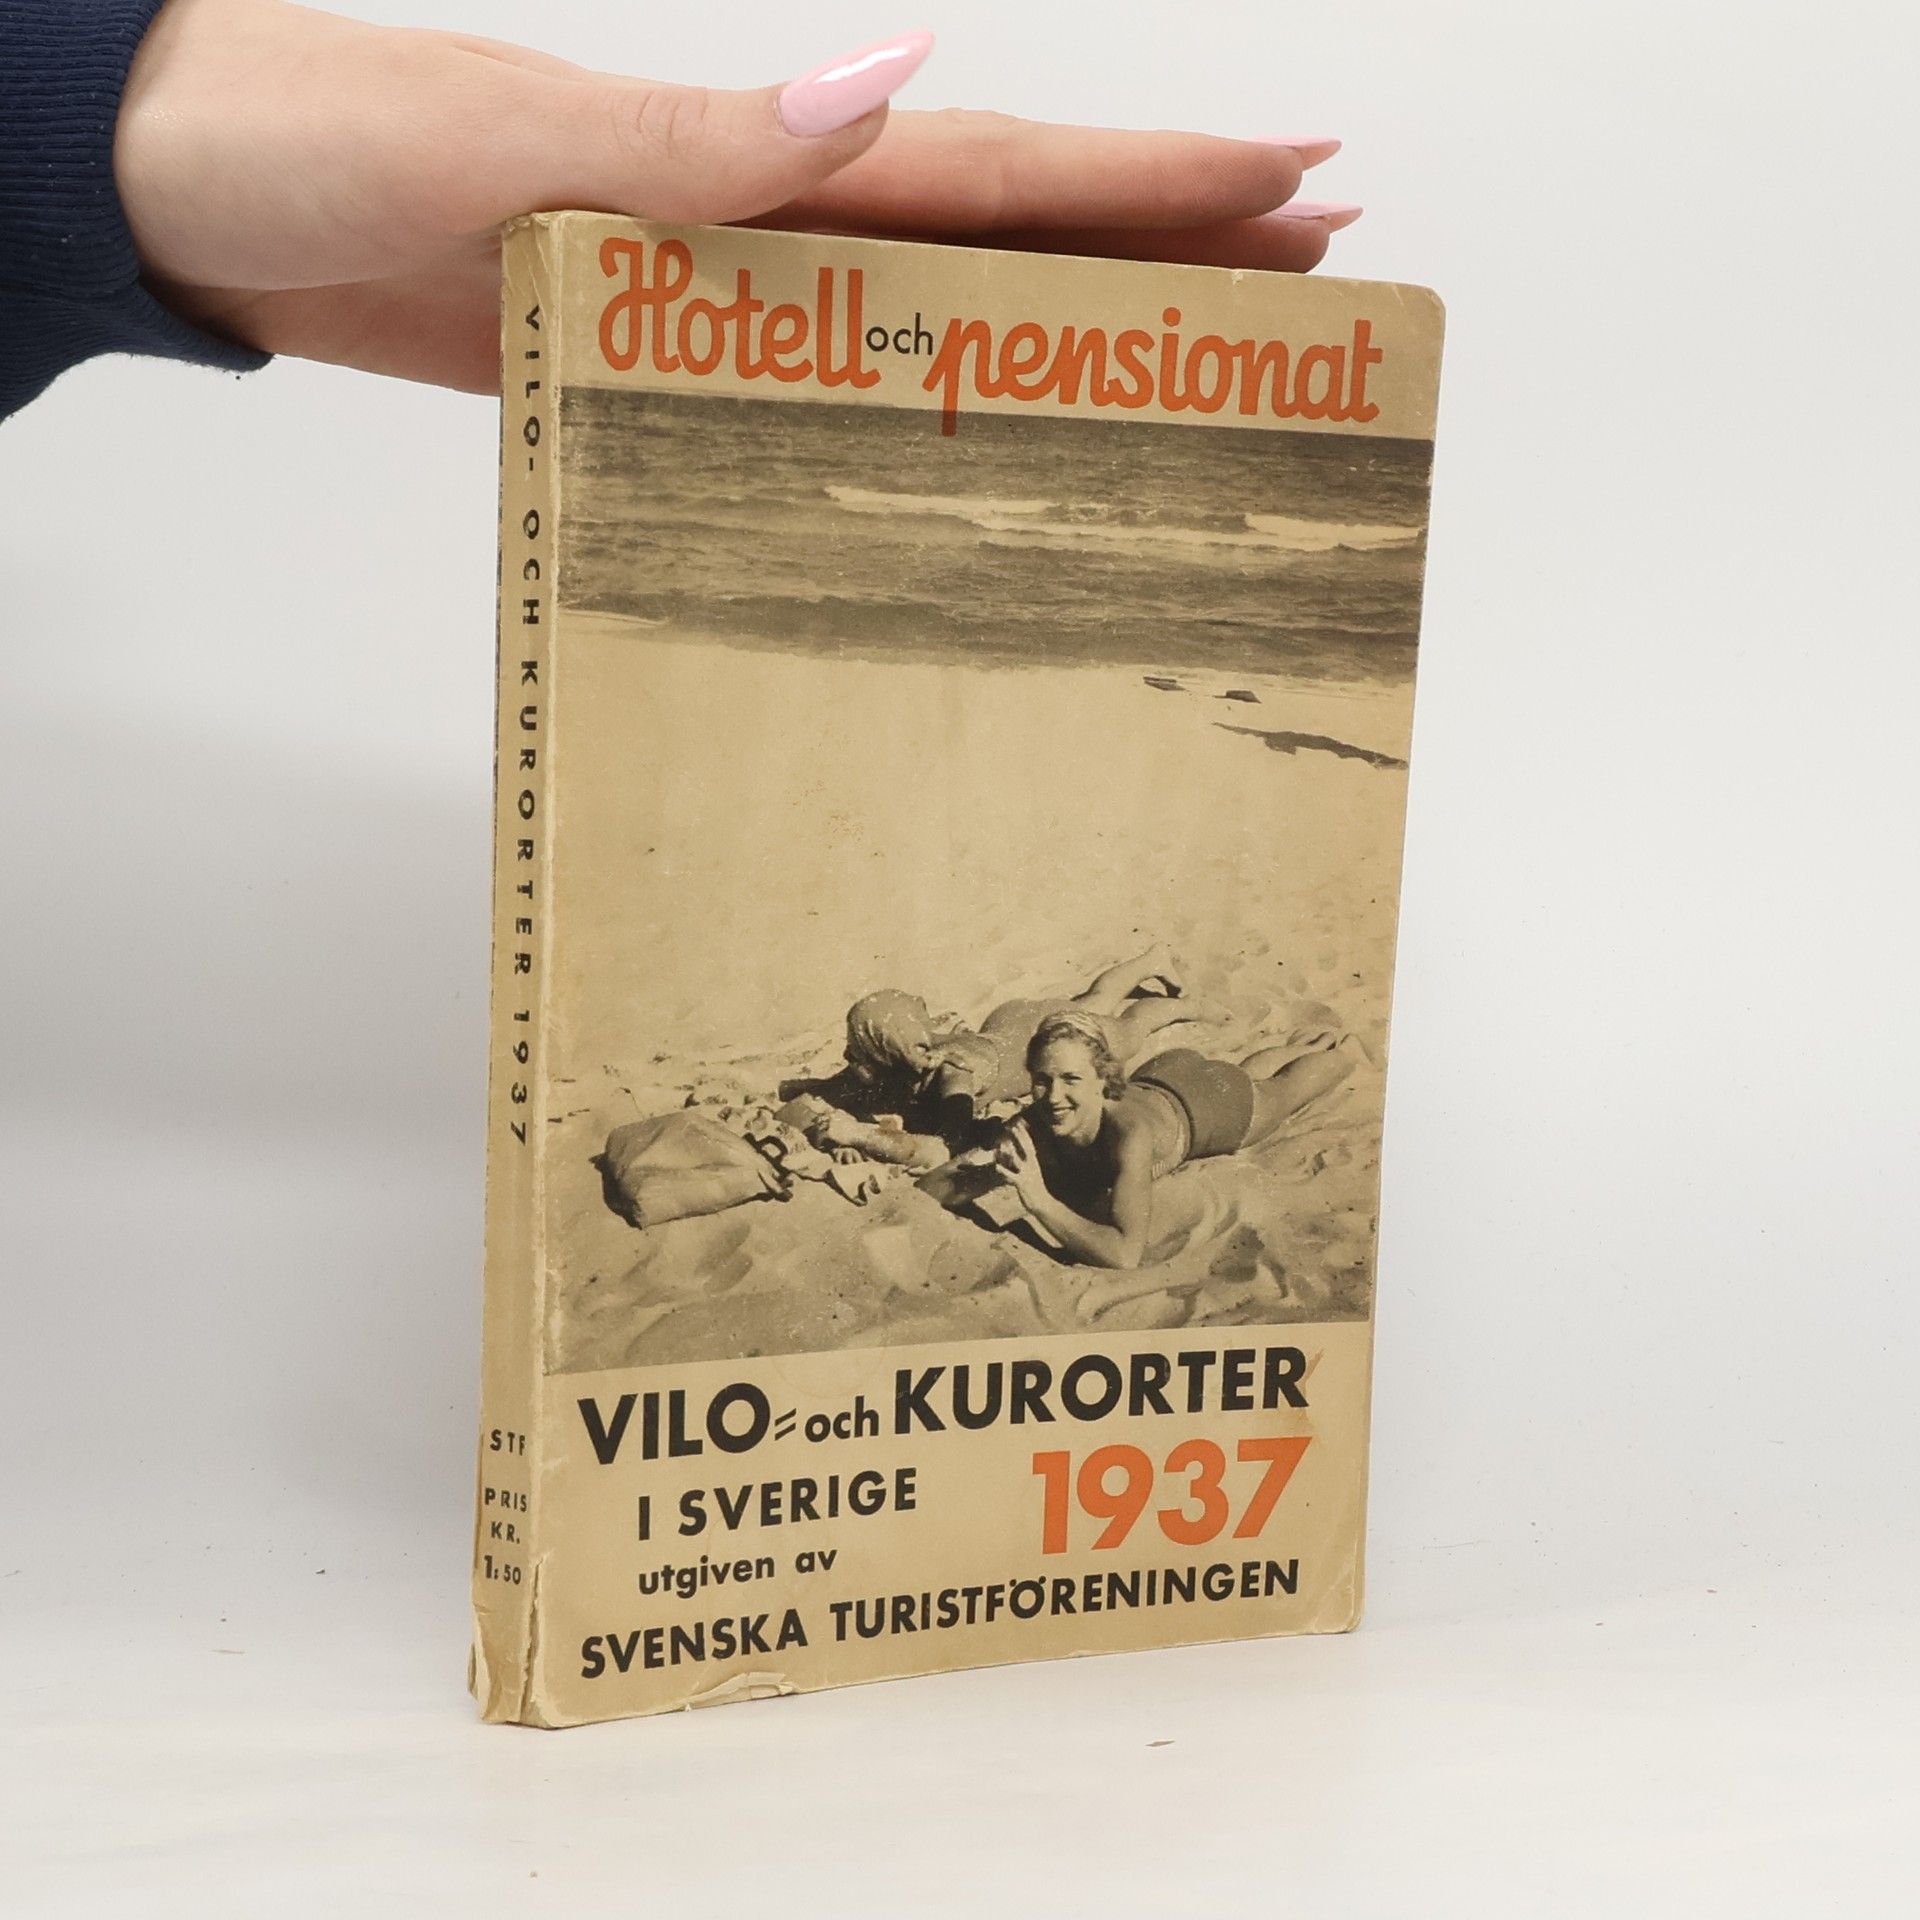 Hotell och pensionat
VILO= och KURORTER
I SVERIGE 1937
utgiven av
SVENSKA TURISTFÖRENINGEN
VILO- OCH KURORTER 1937
STF
PRIS
KR.
1:50